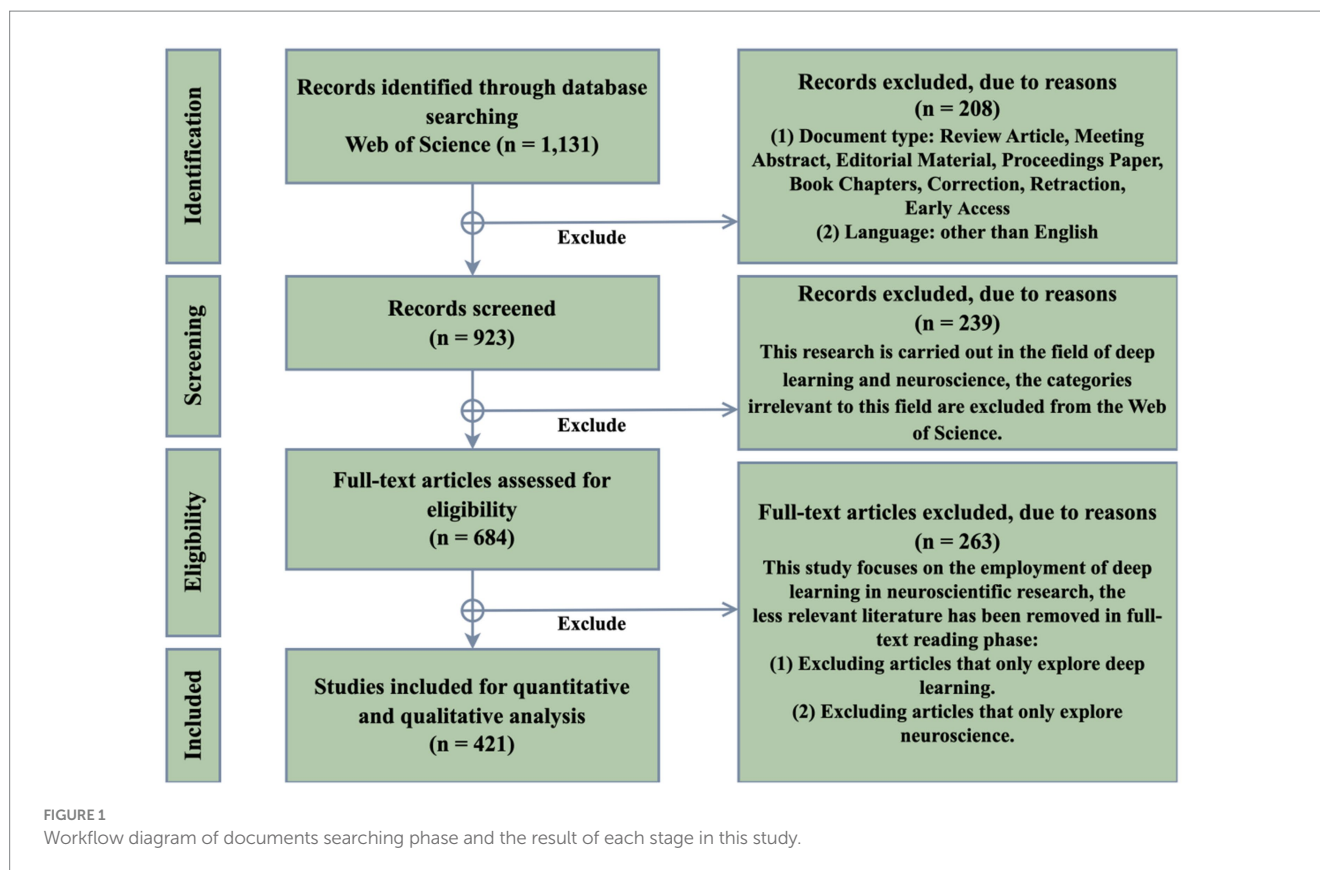 Identification
Records identified through database
searching
Web of Science (n = 1,131)
Records excluded, due to reasons
(n = 208)
(1) Document type: Review Article, Meeting
Abstract, Editorial Material, Proceedings Paper,
Book Chapters, Correction, Retraction,
Early Access
(2) Language: other than English
Exclude
Screening
Records screened
(n = 923)
Records excluded, due to reasons
(n = 239)
This research is carried out in the field of deep
learning and neuroscience, the categories
irrelevant to this field are excluded from the Web
of Science.
Exclude
Eligibility
Full-text articles assessed for
eligibility
(n = 684)
Full-text articles excluded, due to reasons
(n = 263)
This study focuses on the employment of deep
learning in neuroscientific research, the
less relevant literature has been removed in full-
text reading phase:
(1) Excluding articles that only explore deep
learning.
(2) Excluding articles that only explore
neuroscience.
Exclude
Included
Studies included for quantitative
and qualitative analysis
(n = 421)
FIGURE 1
Workflow diagram of documents searching phase and the result of each stage in this study.